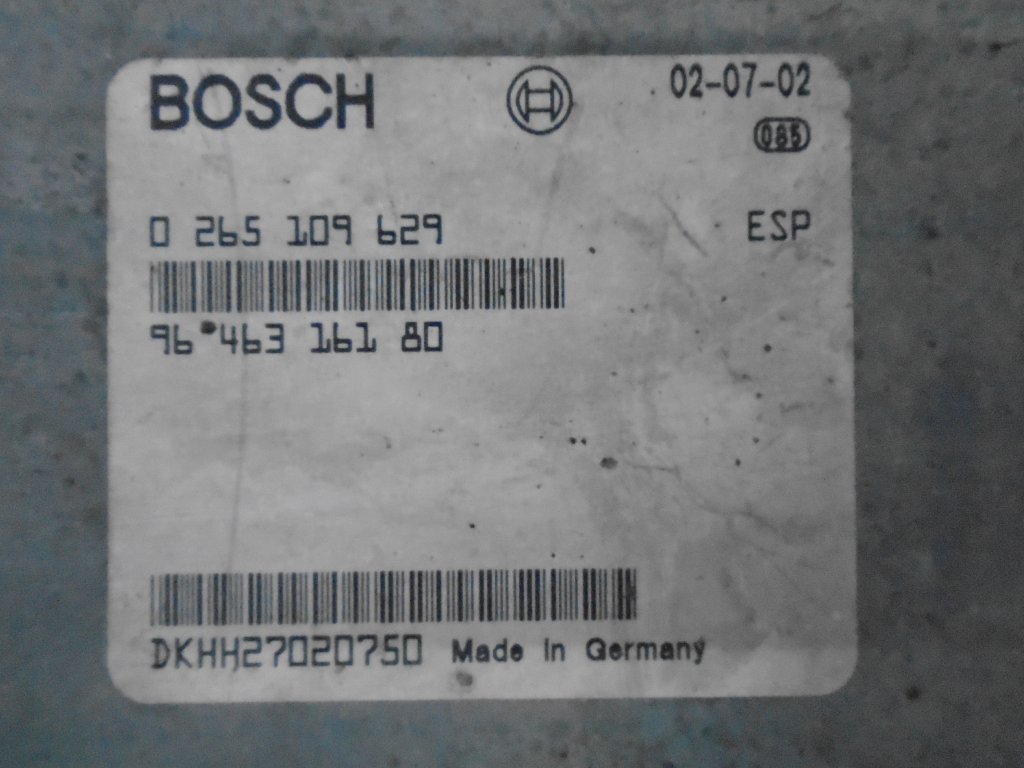 BOSCH
02-07-02
085
0 265 109 629
ESP
96 463 161 80
DKHH27020750 Made in Germany